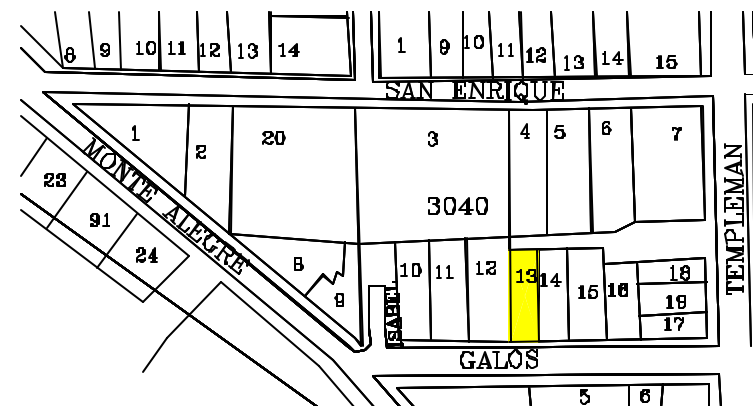 8 9 10 11 12 13 14
1 9 10 11 12 13 14 15
SAN ENRIQUE
1 2 20 3 4 5 6 7
MONTE ALEGRE
23
91
24
3040
TEMPLEMAN
8
9
ISABEL
10 11 12 13 14 15 16
18
19
17
GALOS
5 6